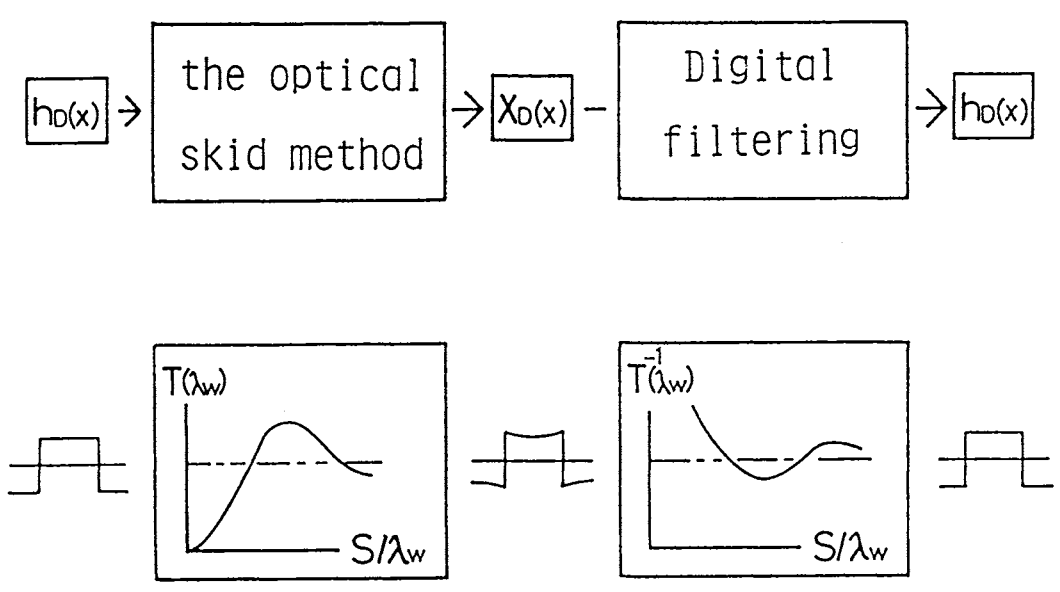 hD(x)
the optical
skid method
XD(x)
Digital
filtering
hD(x)
T(λw)
S/λw
T⁻¹(λw)
S/λw